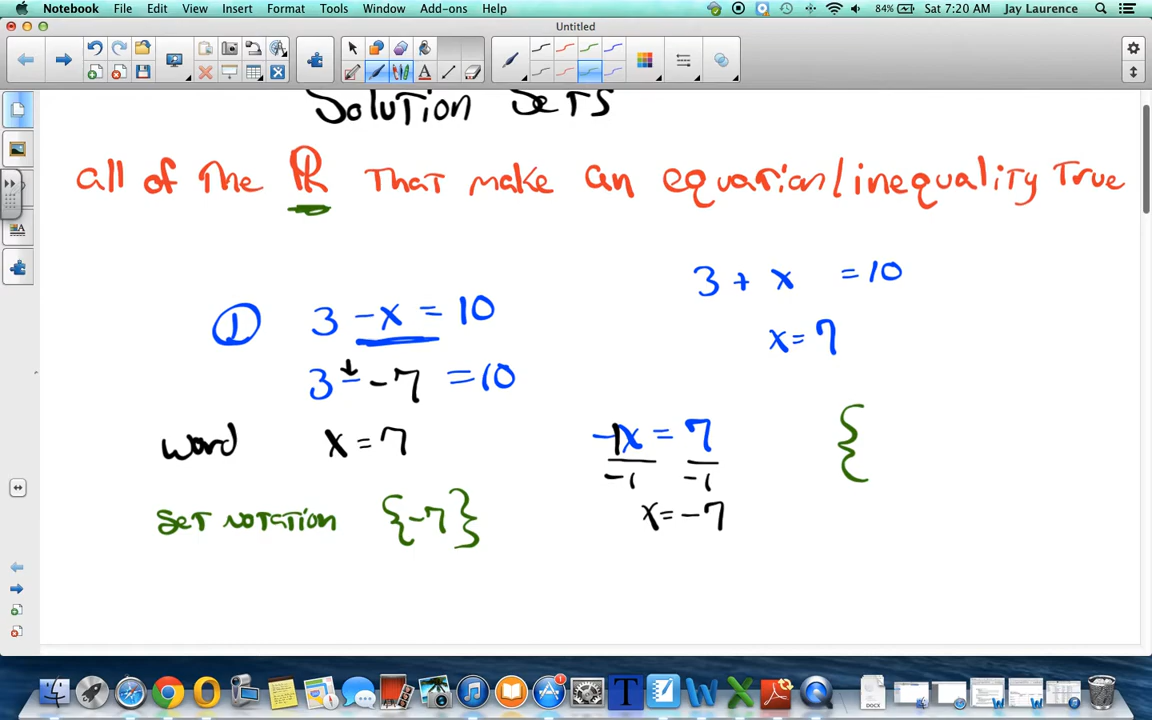 Notebook File Edit View Insert Format Tools Window Add-ons Help 84% Sat 7:20 AM Jay Laurence
Untitled
Solution Sets
all of the ℝ that make an equation/inequality True
3 + x = 10
x = 7
① 3 - x = 10
3 - -7 = 10
word x = 7
-1x = 7
-1 -1
x = -7
{
set notation {-7}
DOCX